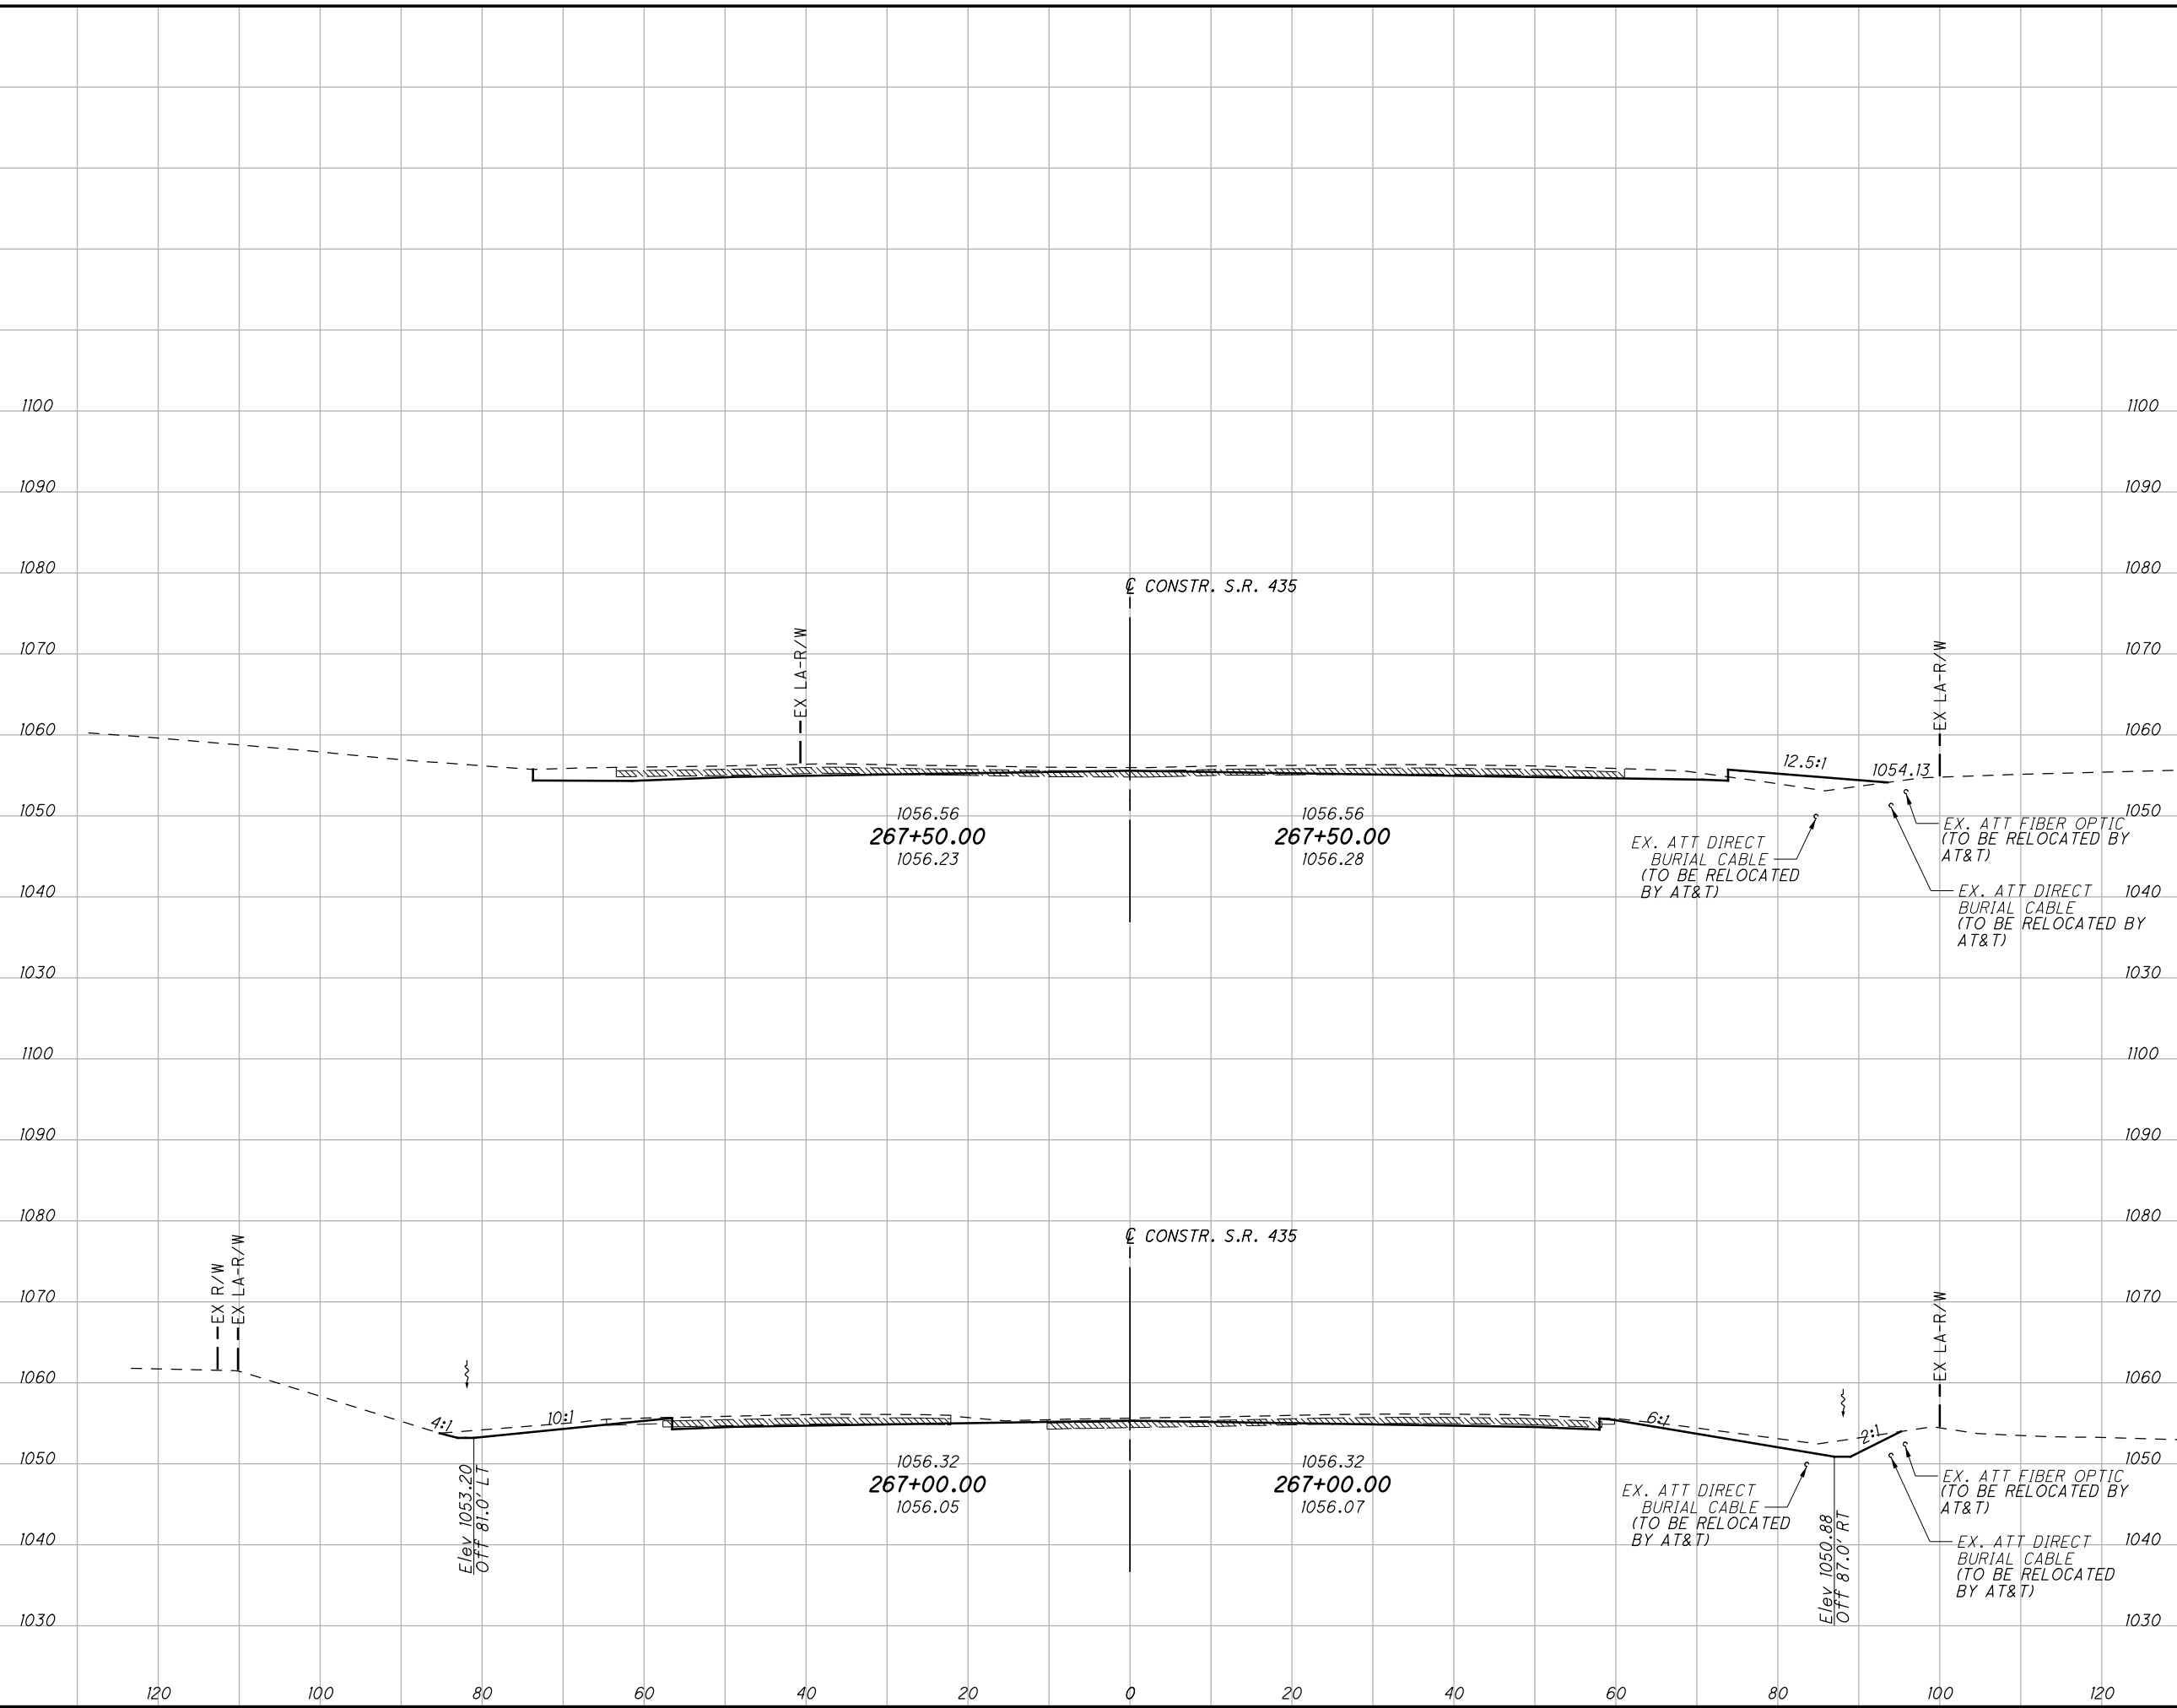 1100 1100
1090 1090
1080 1080
℄ CONSTR. S.R. 435
1070 1070
EX LA-R/W
EX LA-R/W
1060 1060
12.5:1
1054.13
1050 1050
1056.56
267+50.00
1056.23
1056.56
267+50.00
1056.28
EX. ATT DIRECT
BURIAL CABLE
(TO BE RELOCATED
BY AT&T)
EX. ATT FIBER OPTIC
(TO BE RELOCATED BY
AT&T)
1040 1040
EX. ATT DIRECT
BURIAL CABLE
(TO BE RELOCATED BY
AT&T)
1030 1030
1100 1100
1090 1090
1080 1080
℄ CONSTR. S.R. 435
1070 1070
EX R/W
EX LA-R/W
EX LA-R/W
1060 1060
4:1
10:1
6:1
2:1
1050 1050
1056.32
267+00.00
1056.05
1056.32
267+00.00
1056.07
Elev 1053.20
Off 81.0' LT
EX. ATT DIRECT
BURIAL CABLE
(TO BE RELOCATED
BY AT&T)
Elev 1050.88
Off 87.0' RT
EX. ATT FIBER OPTIC
(TO BE RELOCATED BY
AT&T)
1040 1040
EX. ATT DIRECT
BURIAL CABLE
(TO BE RELOCATED
BY AT&T)
1030 1030
120 100 80 60 40 20 0 20 40 60 80 100 120